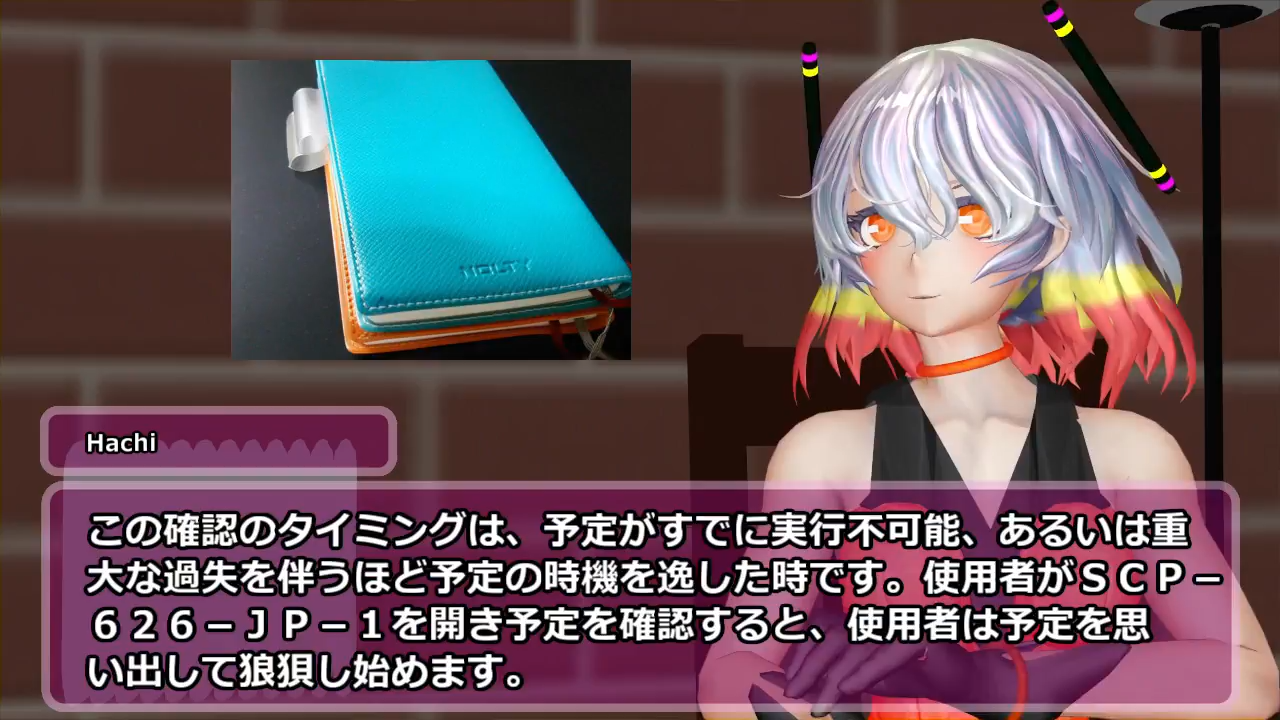 NOLTY
Hachi
この確認のタイミングは、予定がすでに実行不可能、あるいは重
大な過失を伴うほど予定の時機を逸した時です。使用者がＳＣＰ－
６２６－ＪＰ－１を開き予定を確認すると、使用者は予定を思
い出して狼狽し始めます。